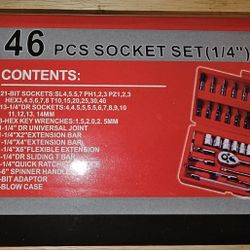 46 PCS SOCKET SET(1/4")
CONTENTS:
21-BIT SOCKETS:SL4,5.5,7 PH1,2,3 PZ1,2,3
HEX3,4,5,6,7,8 T10,15,20,25,30,40
13-1/4"DR SOCKETS:4,4.5,5,5.5,6,7,8,9,10
11,12,13, 14MM
-HEX KEY WRENCHES:1.5,2.0, 2.5MM
-1/4" DR UNIVERSAL JOINT
-1/4"X2"EXTENSION BAR
-1/4"X4"EXTENSION BAR
-1/4"X6"FLEXIBLE EXTENSION
-1/4"DR SLIDING T BAR
-1/4"QUICK RATCHET
-6" SPINNER HANDLE
-BIT ADAPTOR
-BLOW CASE